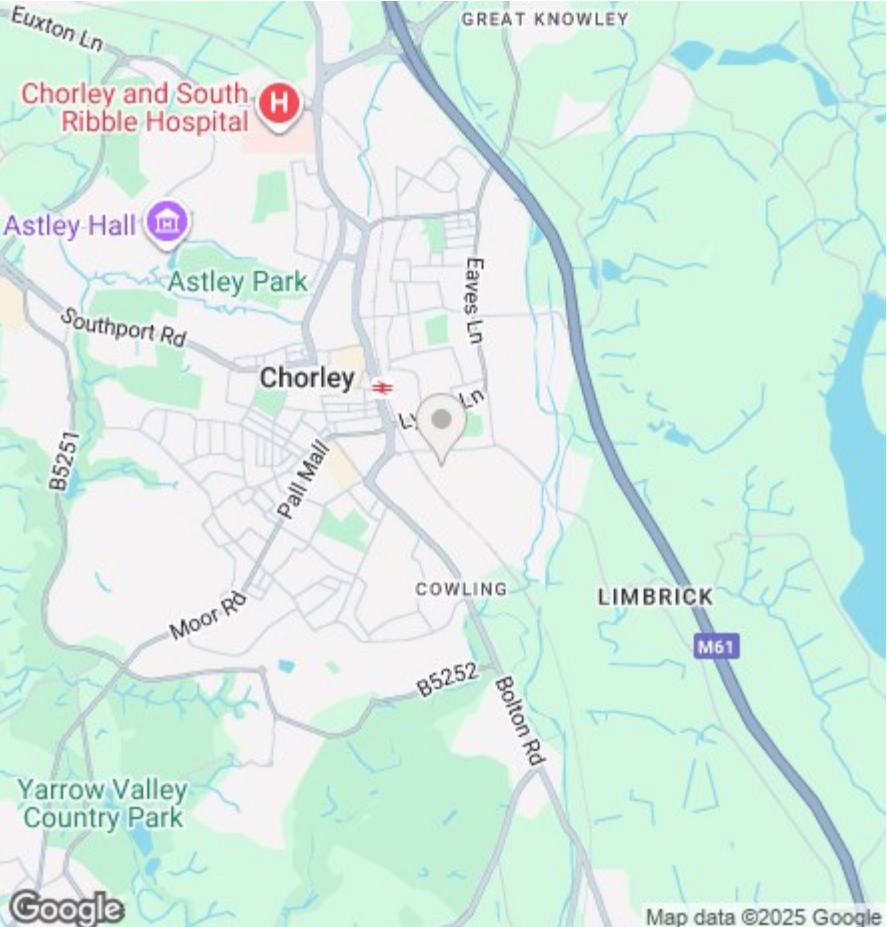 Euxton Ln
GREAT KNOWLEY
Chorley and South
Ribble Hospital
H
Astley Hall
Astley Park
Eaves Ln
Southport Rd
Chorley
Ln
B5251
Pall Mall
COWLING
LIMBRICK
Moor Rd
M61
B5252
Bolton Rd
Yarrow Valley
Country Park
Google
Map data ©2025 Google